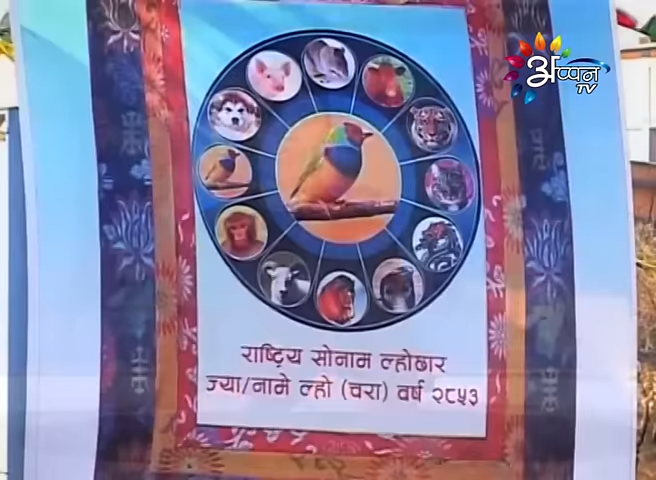 अप्पन
TV
राष्ट्रिय सोनाम ल्होछार
ज्या/नामे ल्हो (चरा) वर्ष २८५३